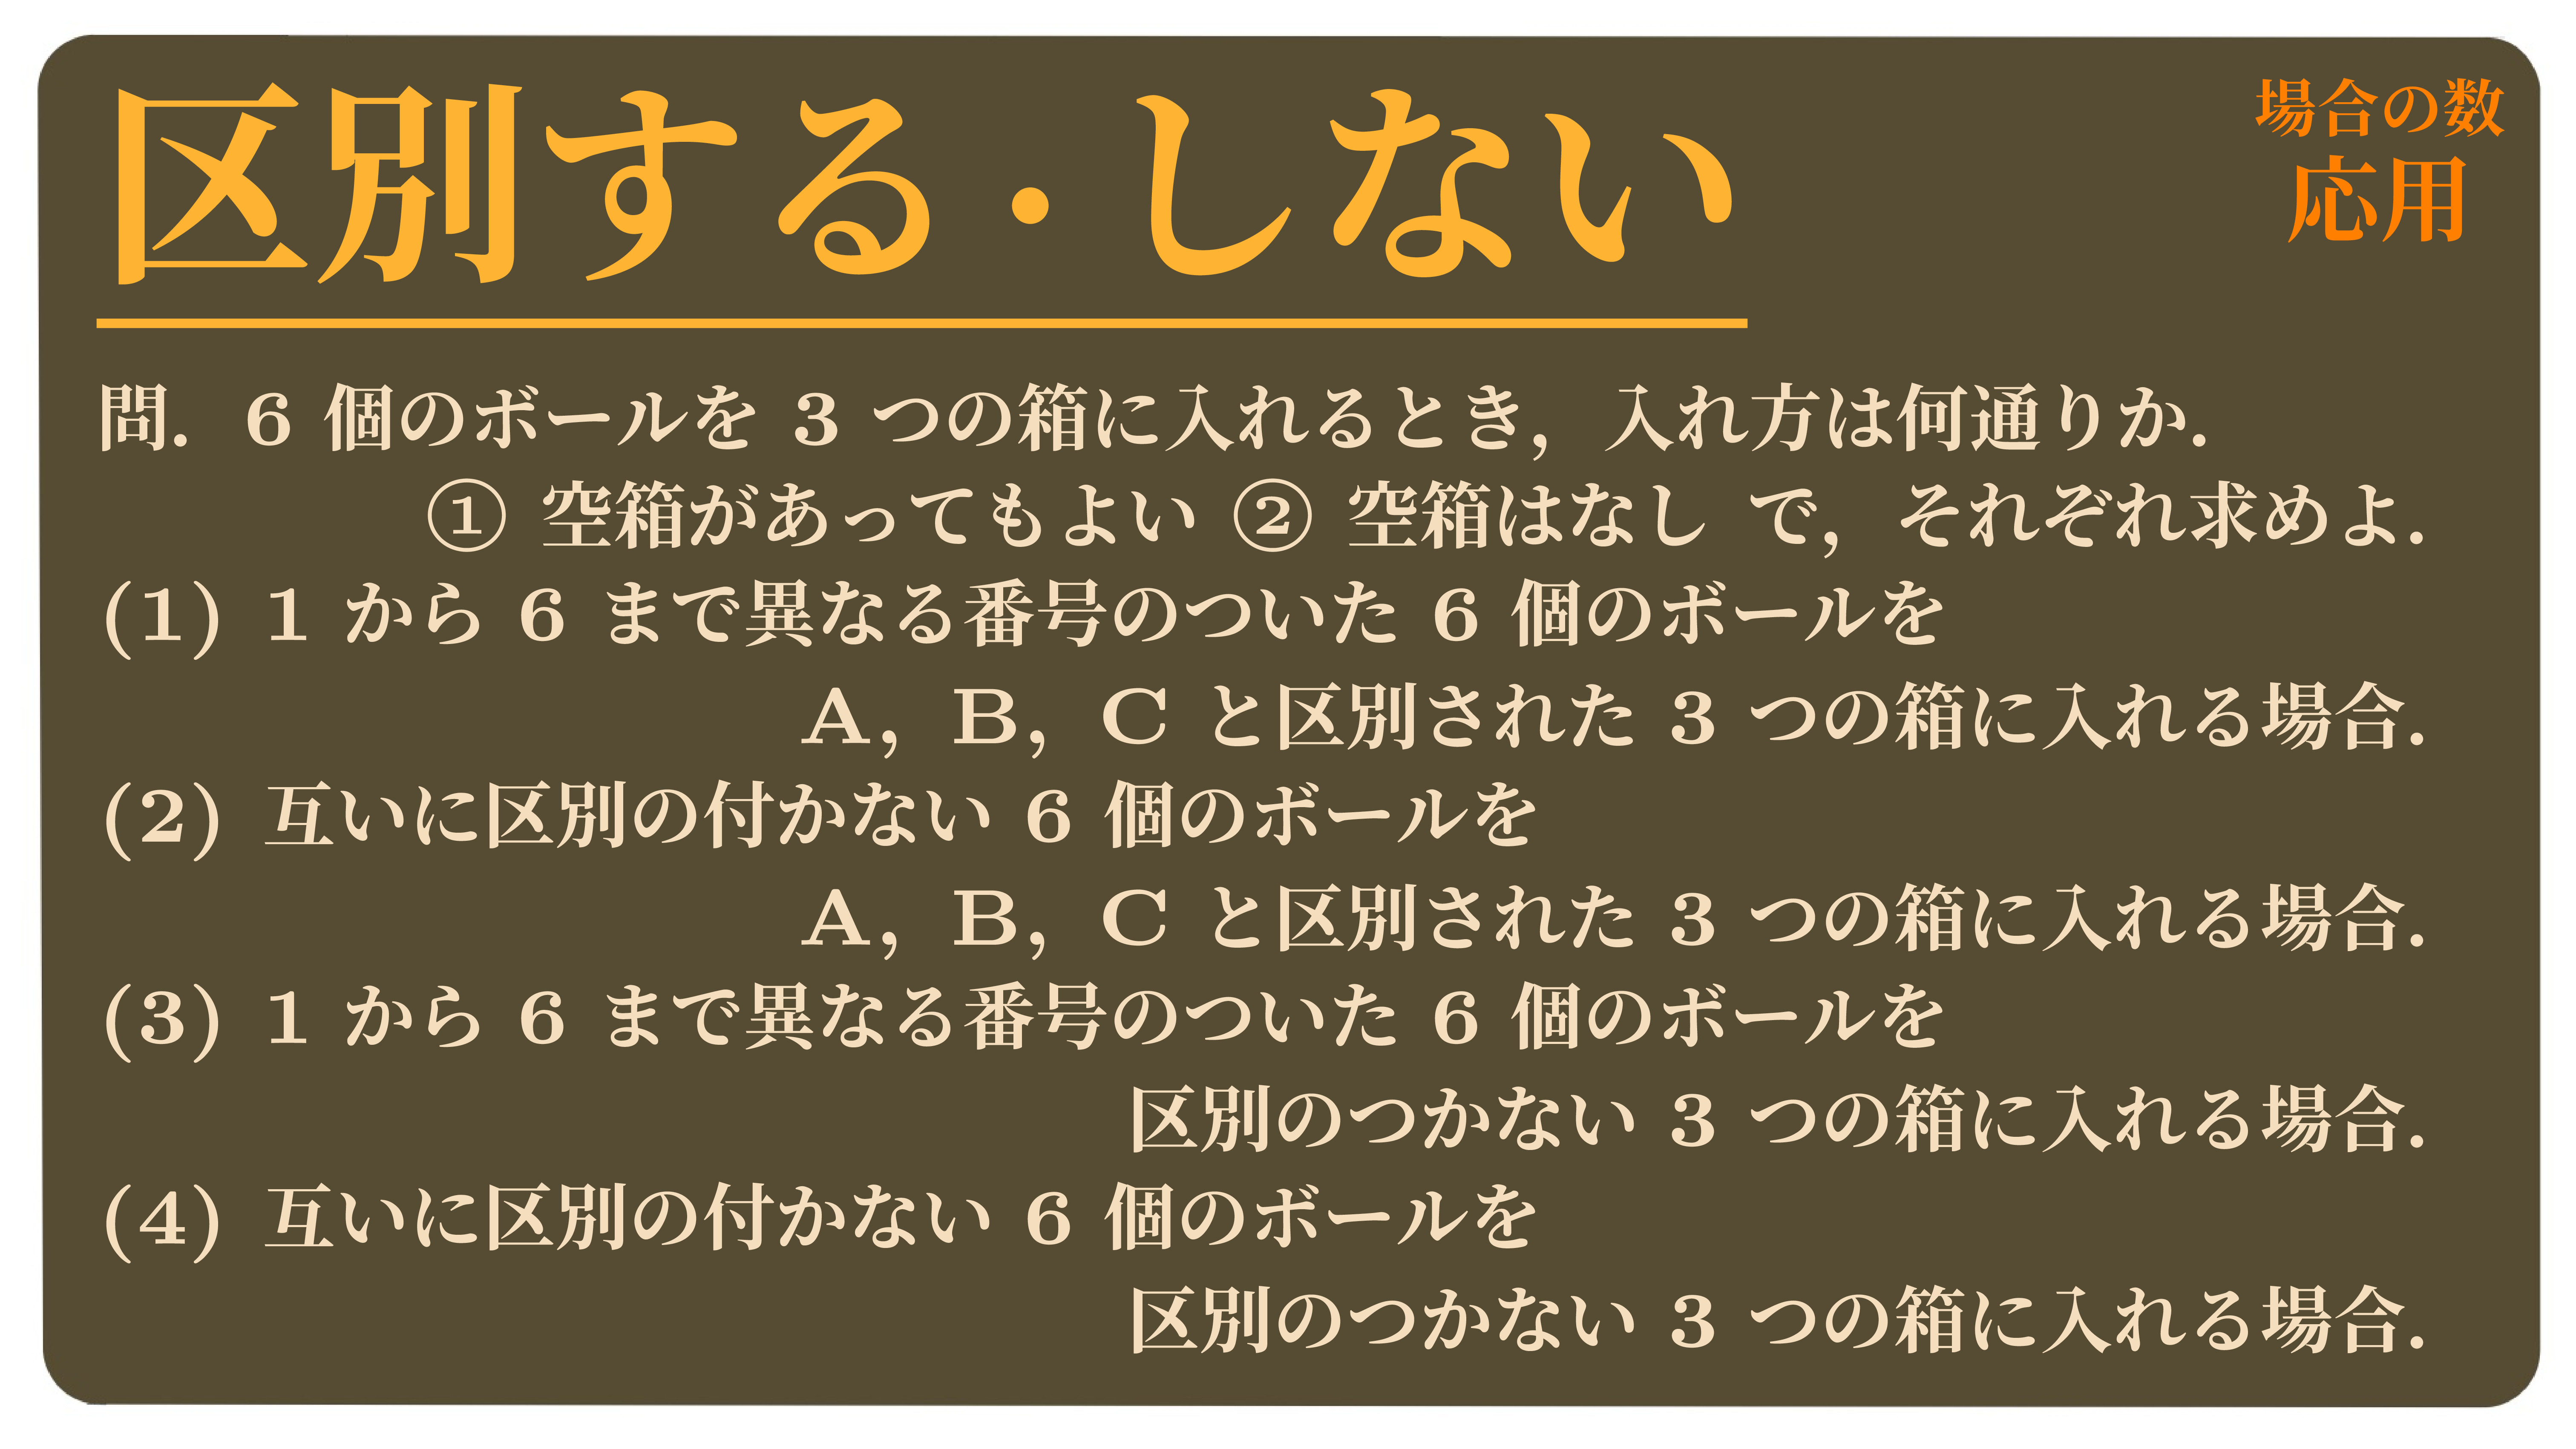 区別する・しない
場合の数
応用
問. 6 個のボールを 3 つの箱に入れるとき, 入れ方は何通りか.
① 空箱があってもよい ② 空箱はなし で, それぞれ求めよ.
(1) 1 から 6 まで異なる番号のついた 6 個のボールを
A, B, C と区別された 3 つの箱に入れる場合.
(2) 互いに区別の付かない 6 個のボールを
A, B, C と区別された 3 つの箱に入れる場合.
(3) 1 から 6 まで異なる番号のついた 6 個のボールを
区別のつかない 3 つの箱に入れる場合.
(4) 互いに区別の付かない 6 個のボールを
区別のつかない 3 つの箱に入れる場合.